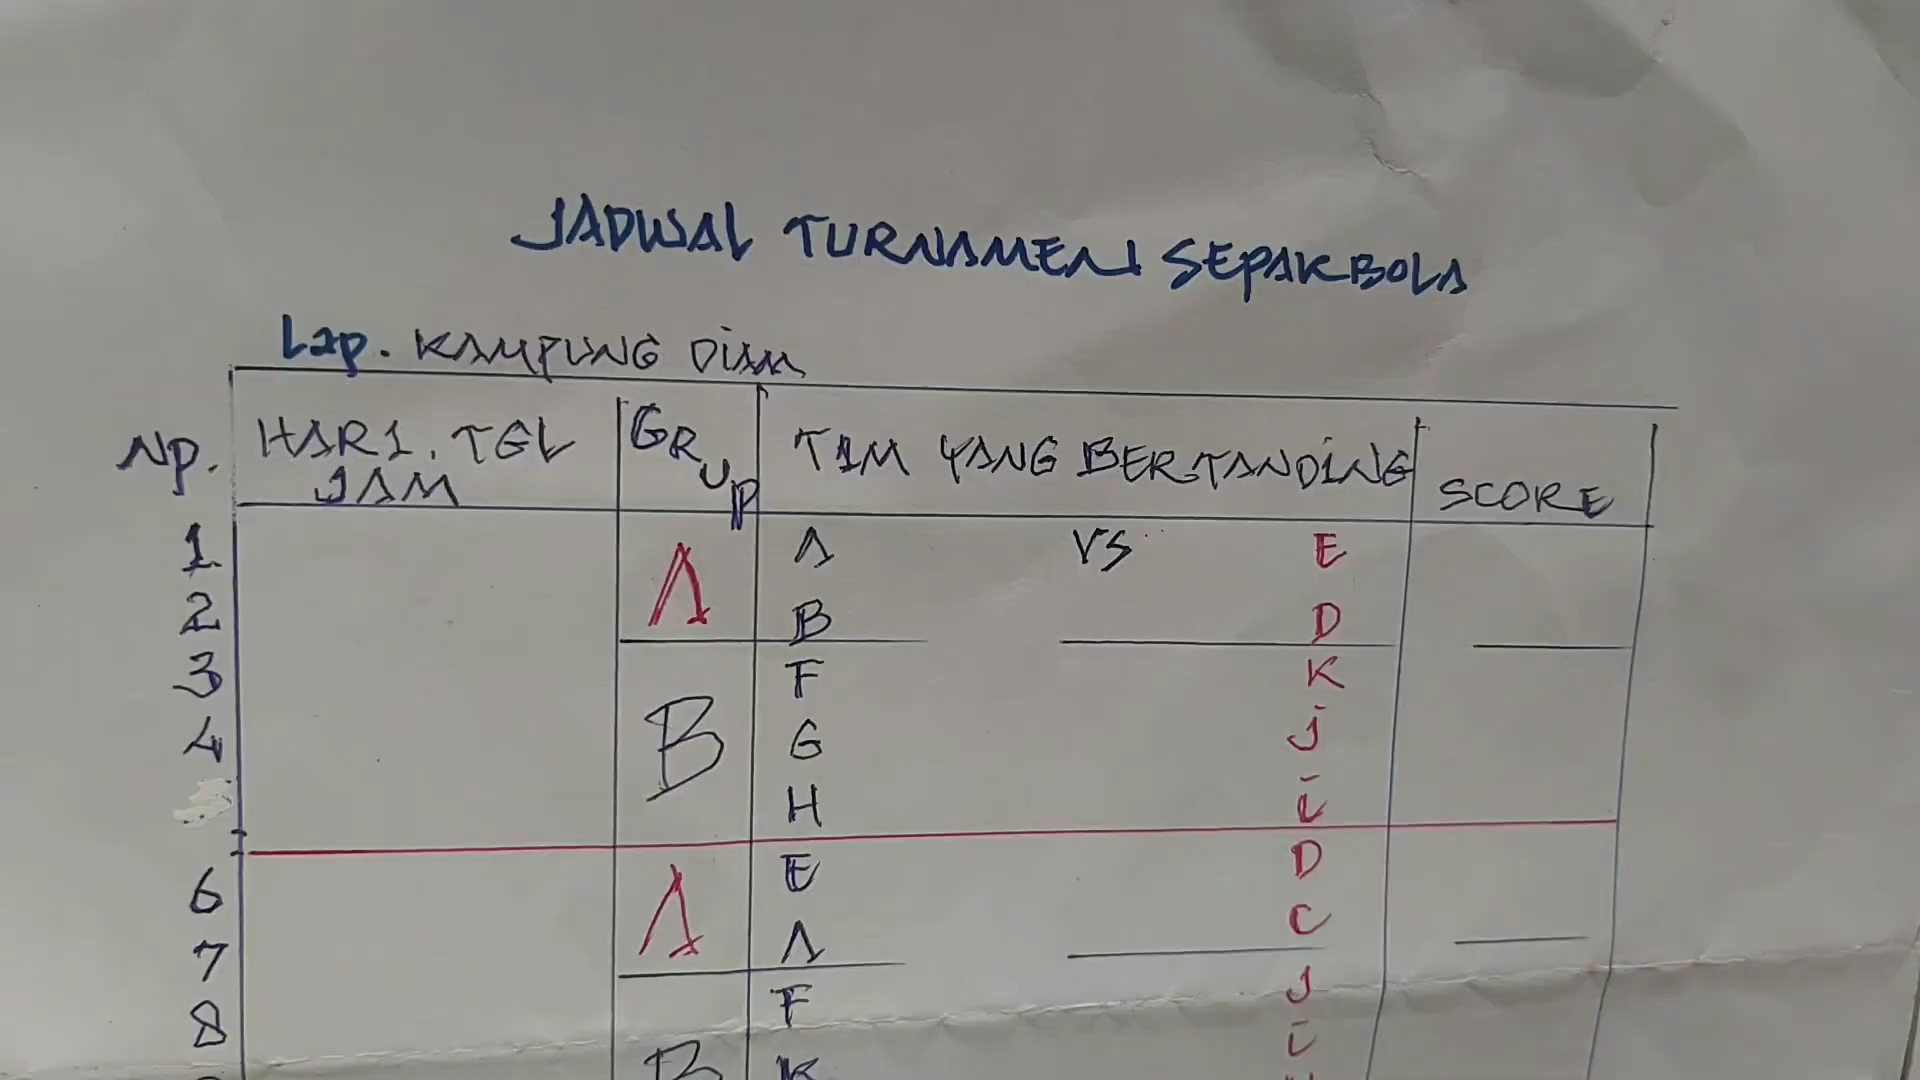 JADWAL TURNAMEN SEPAKBOLA
Lap. KAMPUNG DIAM
No. HARI, TGL JAM GRUP TIM YANG BERTANDING SCORE
1 A A VS E
2 B D
3 B F K
4 G J
H i
6 A E D
7 A C
8 F J
B K i